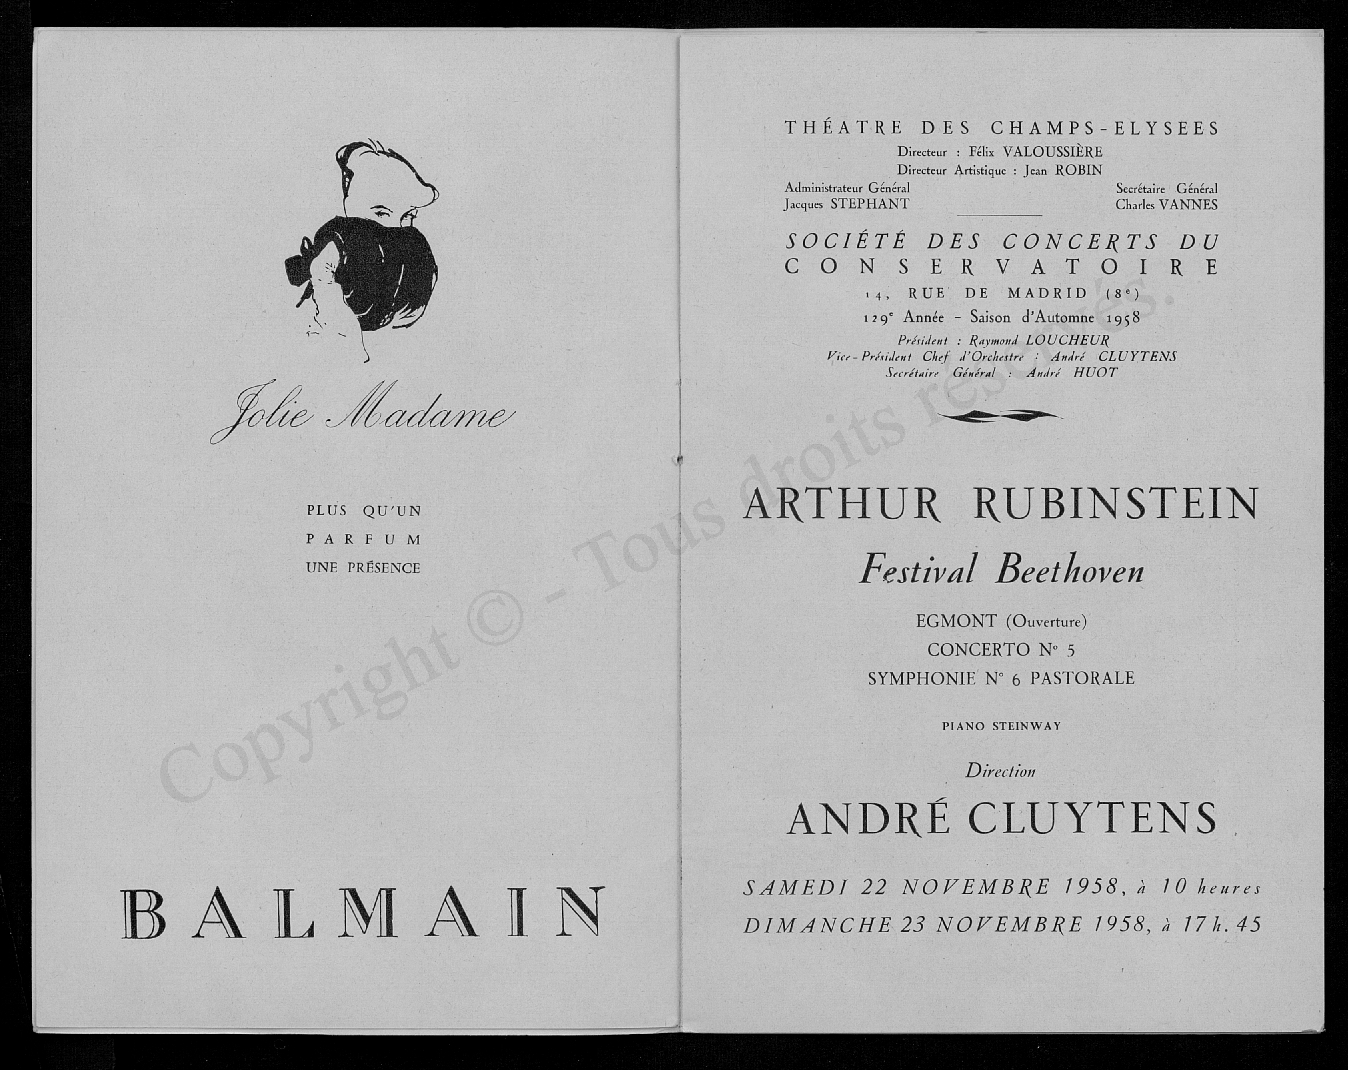 Jolie Madame
PLUS QU'UN
PARFUM
UNE PRÉSENCE
BALMAIN
THÉATRE DES CHAMPS-ELYSEES
Directeur : Félix VALOUSSIÈRE
Directeur Artistique : Jean ROBIN
Administrateur Général
Jacques STEPHANT
Secrétaire Général
Charles VANNES
SOCIÉTÉ DES CONCERTS DU
CONSERVATOIRE
14, RUE DE MADRID (8e)
129e Année - Saison d'Automne 1958
Président : Raymond LOUCHEUR
Vice-Président Chef d'Orchestre : André CLUYTENS
Secrétaire Général : André HUOT
ARTHUR RUBINSTEIN
Festival Beethoven
EGMONT (Ouverture)
CONCERTO N° 5
SYMPHONIE N° 6 PASTORALE
PIANO STEINWAY
Direction
ANDRÉ CLUYTENS
SAMEDI 22 NOVEMBRE 1958, à 10 heures
DIMANCHE 23 NOVEMBRE 1958, à 17 h. 45
Copyright © - Tous droits réservés.